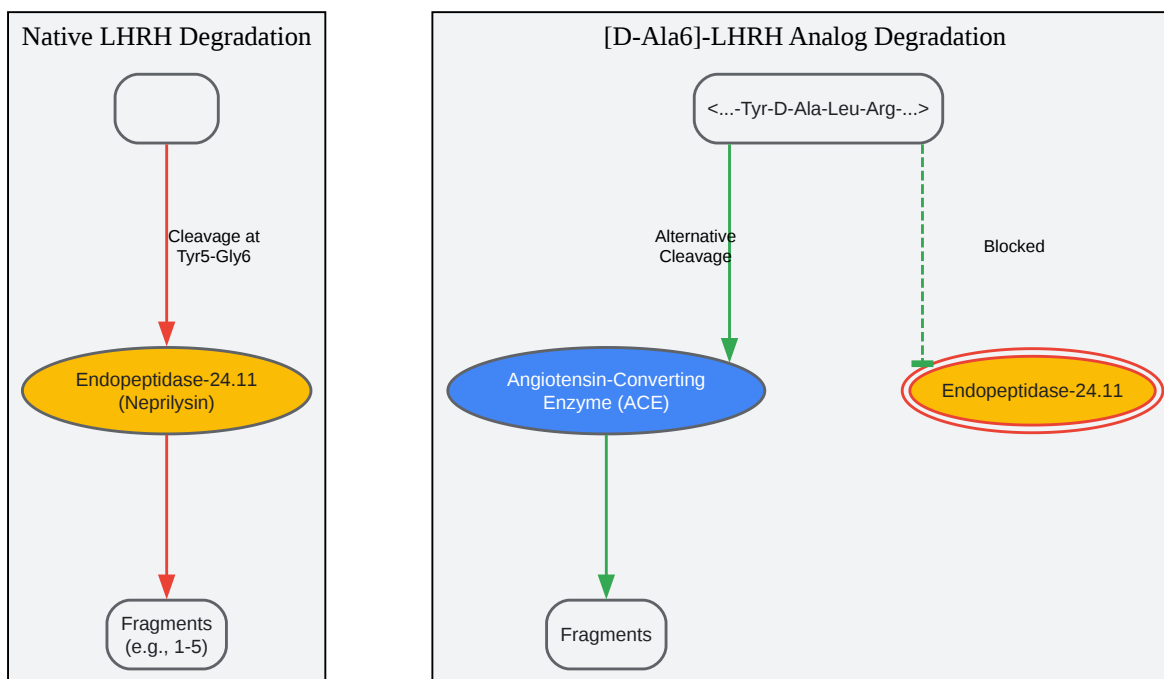 Native LHRH Degradation
Cleavage at
Tyr5-Gly6
Endopeptidase-24.11
(Neprilysin)
Fragments
(e.g., 1-5)
[D-Ala6]-LHRH Analog Degradation
<...-Tyr-D-Ala-Leu-Arg-...>
Alternative
Cleavage
Blocked
Angiotensin-Converting
Enzyme (ACE)
Endopeptidase-24.11
Fragments